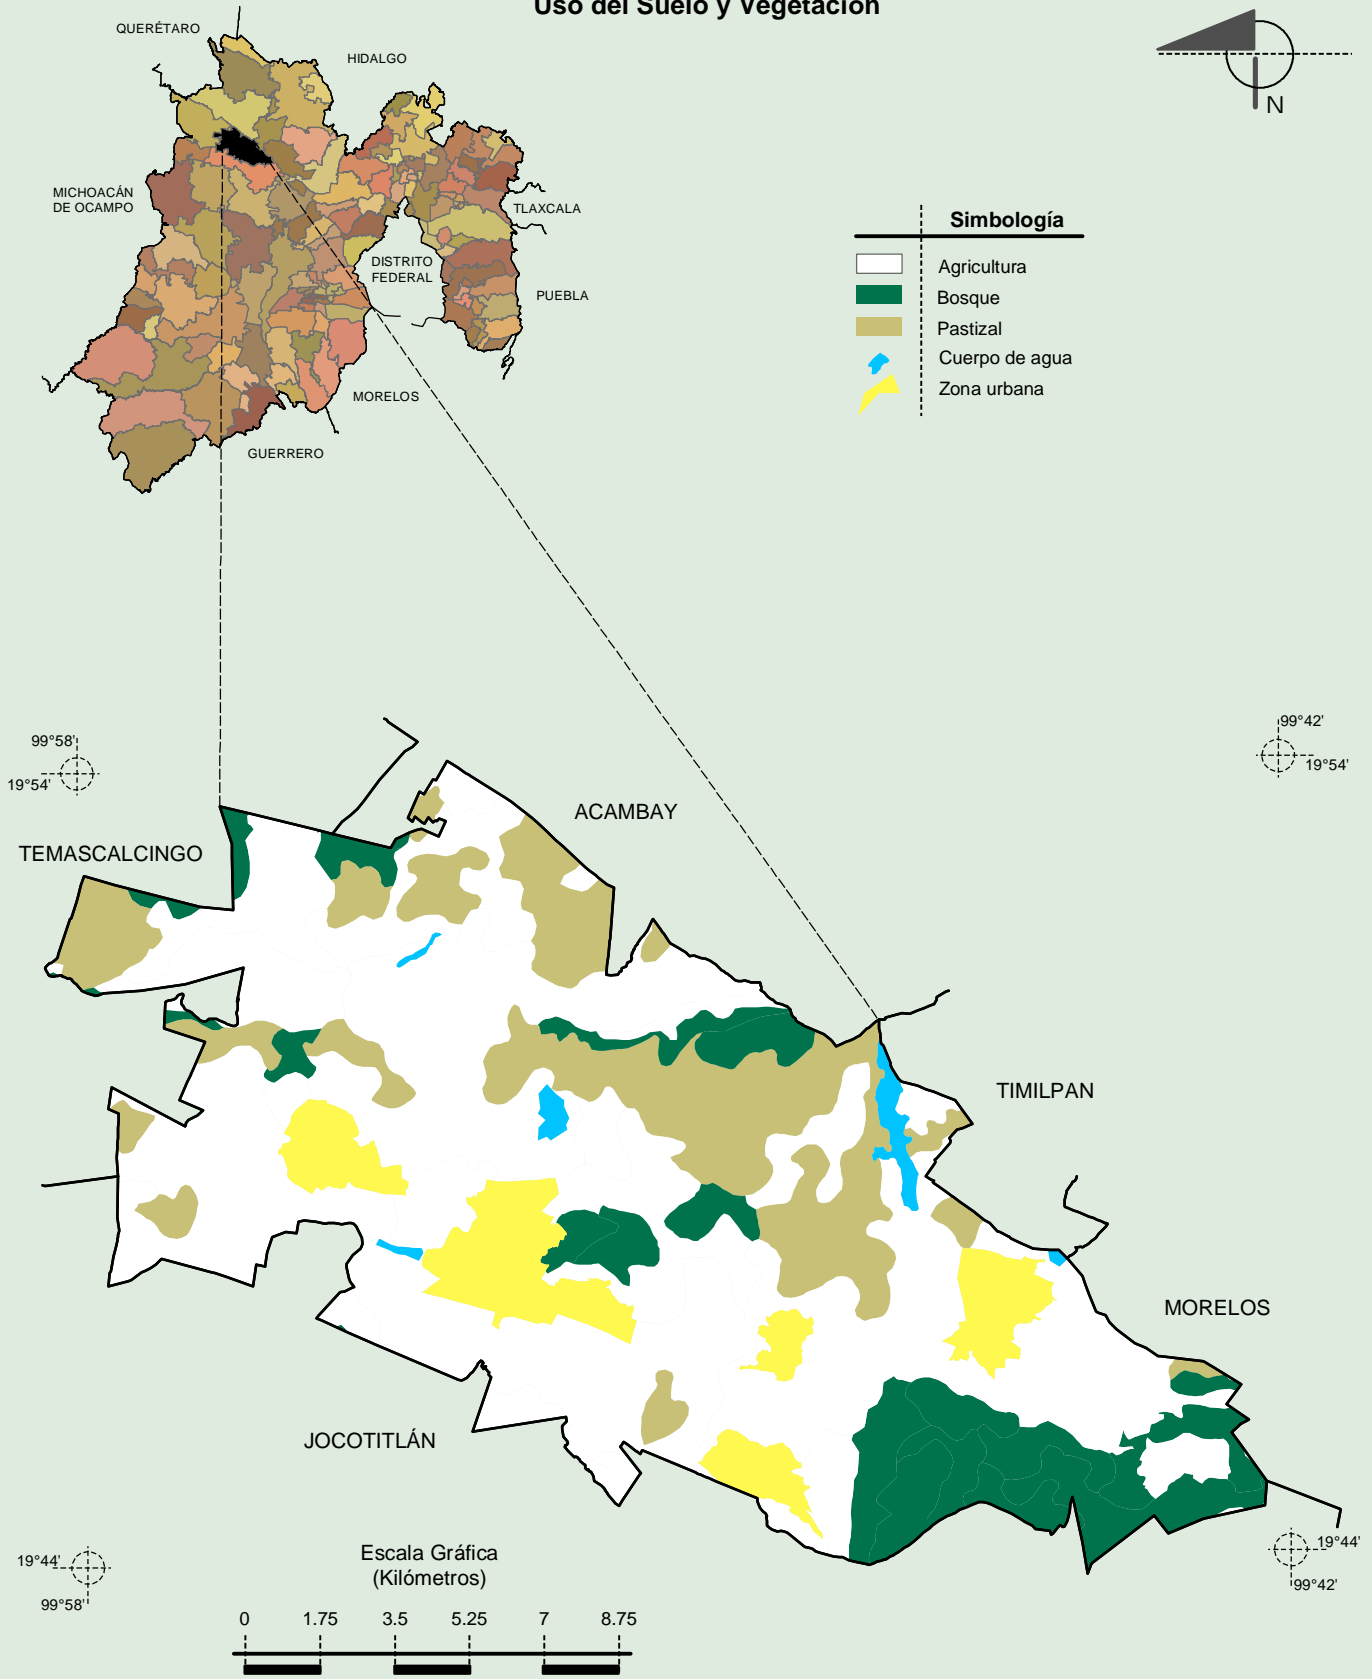 Uso del Suelo y Vegetación
QUERÉTARO
HIDALGO
N
MICHOACÁN
DE OCAMPO
TLAXCALA
DISTRITO
FEDERAL
PUEBLA
MORELOS
GUERRERO
Simbología
Agricultura
Bosque
Pastizal
Cuerpo de agua
Zona urbana
99°58'
19°54'
99°42'
19°54'
ACAMBAY
TEMASCALCINGO
TIMILPAN
MORELOS
JOCOTITLÁN
19°44'
99°58'
19°44'
99°42'
Escala Gráfica
(Kilómetros)
0 1.75 3.5 5.25 7 8.75